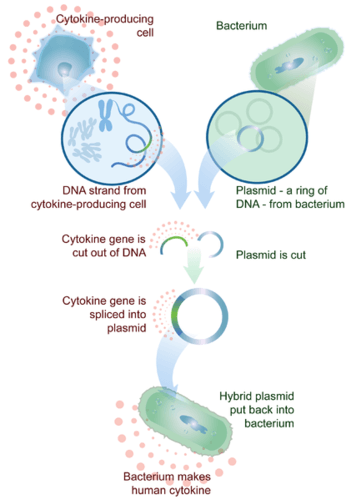 Cytokine-producing
cell
Bacterium
DNA strand from
cytokine-producing cell
Plasmid - a ring of
DNA - from bacterium
Cytokine gene is
cut out of DNA
Plasmid is cut
Cytokine gene is
spliced into
plasmid
Hybrid plasmid
put back into
bacterium
Bacterium makes
human cytokine